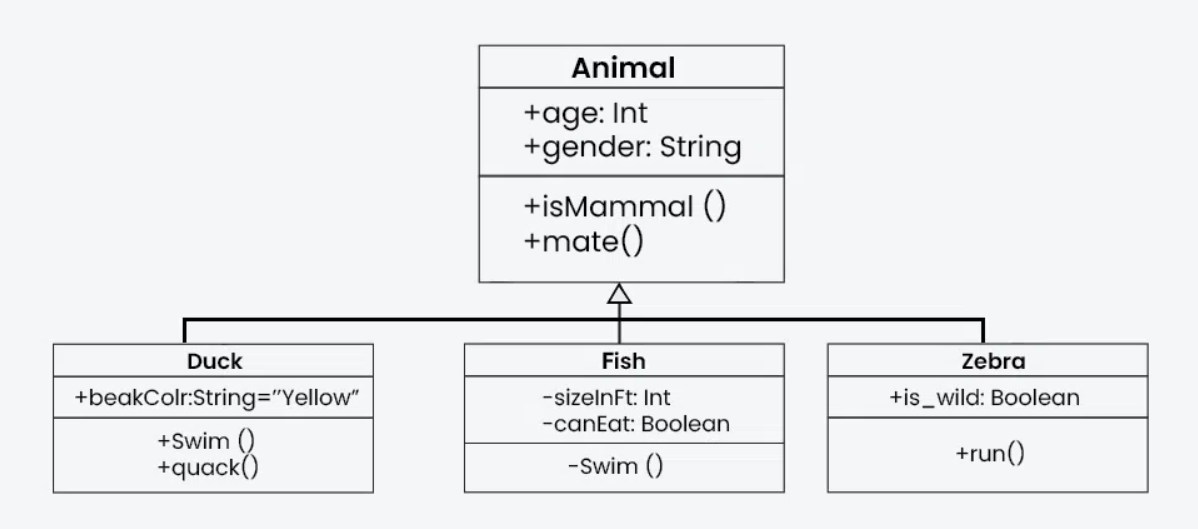 Animal
+age: Int
+gender: String
+isMammal ()
+mate()
Duck
+beakColr:String=”Yellow”
+Swim ()
+quack()
Fish
-sizeInFt: Int
-canEat: Boolean
-Swim ()
Zebra
+is_wild: Boolean
+run()